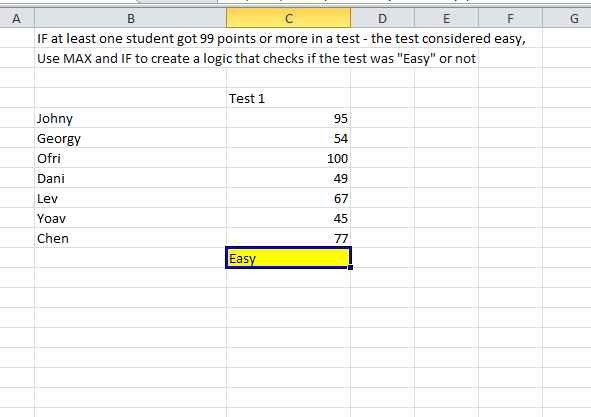 A B C D E F G
IF at least one student got 99 points or more in a test - the test considered easy,
Use MAX and IF to create a logic that checks if the test was "Easy" or not
Test 1
Johny 95
Georgy 54
Ofri 100
Dani 49
Lev 67
Yoav 45
Chen 77
Easy